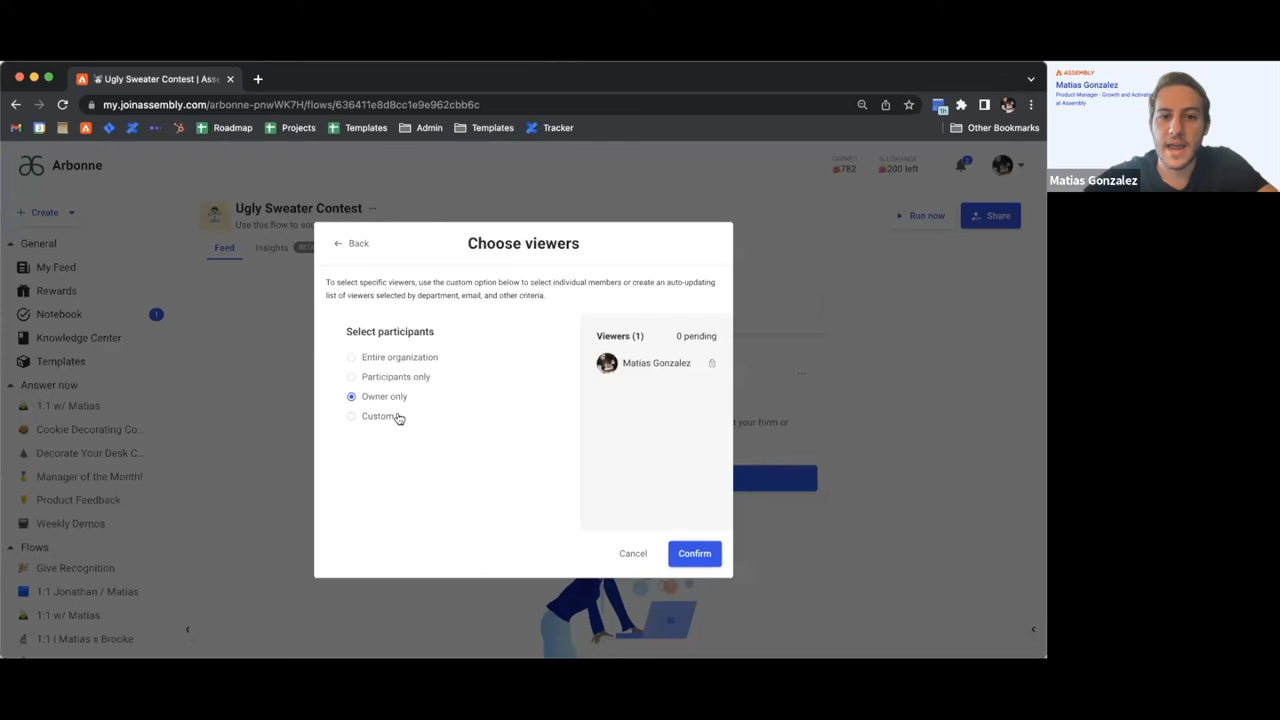 Ugly Sweater Contest | Ass
my.joinassembly.com/arbonne-pnwWK7H/flows/636411e8d8cc1e9e962cbb6c
1h
Roadmap
Projects
Templates
Admin
Templates
Tracker
Other Bookmarks
Arbonne
782
ALLOWANCE
200 left
2
Create
Ugly Sweater Contest
Use this flow to
Run now
Share
Feed
Insights
General
My Feed
Rewards
Notebook
1
Knowledge Center
Templates
Answer now
1:1 w/ Matias
Cookie Decorating Co...
Decorate Your Desk C...
Manager of the Month!
Product Feedback
Weekly Demos
Flows
Give Recognition
1:1 Jonathan / Matias
1:1 w/ Matias
1:1 | Matias x Brooke
Back
Choose viewers
To select specific viewers, use the custom option below to select individual members or create an auto-updating
list of viewers selected by department, email, and other criteria.
Select participants
Entire organization
Participants only
Owner only
Custom
Viewers (1)
0 pending
Matias Gonzalez
Cancel
Confirm
your form or
ASSEMBLY
Matias Gonzalez
Product Manager - Growth and
at Assembly
Matias Gonzalez